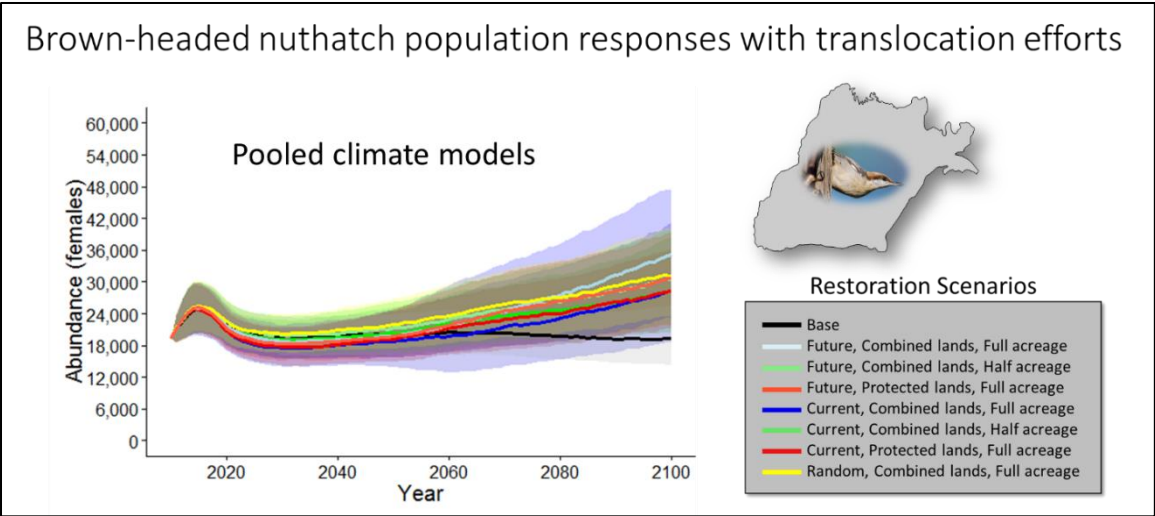 Brown-headed nuthatch population responses with translocation efforts
Pooled climate models
Abundance (females)
60,000
54,000
48,000
42,000
36,000
30,000
24,000
18,000
12,000
6,000
0
2020 2040 2060 2080 2100
Year
Restoration Scenarios
Base
Future, Combined lands, Full acreage
Future, Combined lands, Half acreage
Future, Protected lands, Full acreage
Current, Combined lands, Full acreage
Current, Combined lands, Half acreage
Current, Protected lands, Full acreage
Random, Combined lands, Full acreage